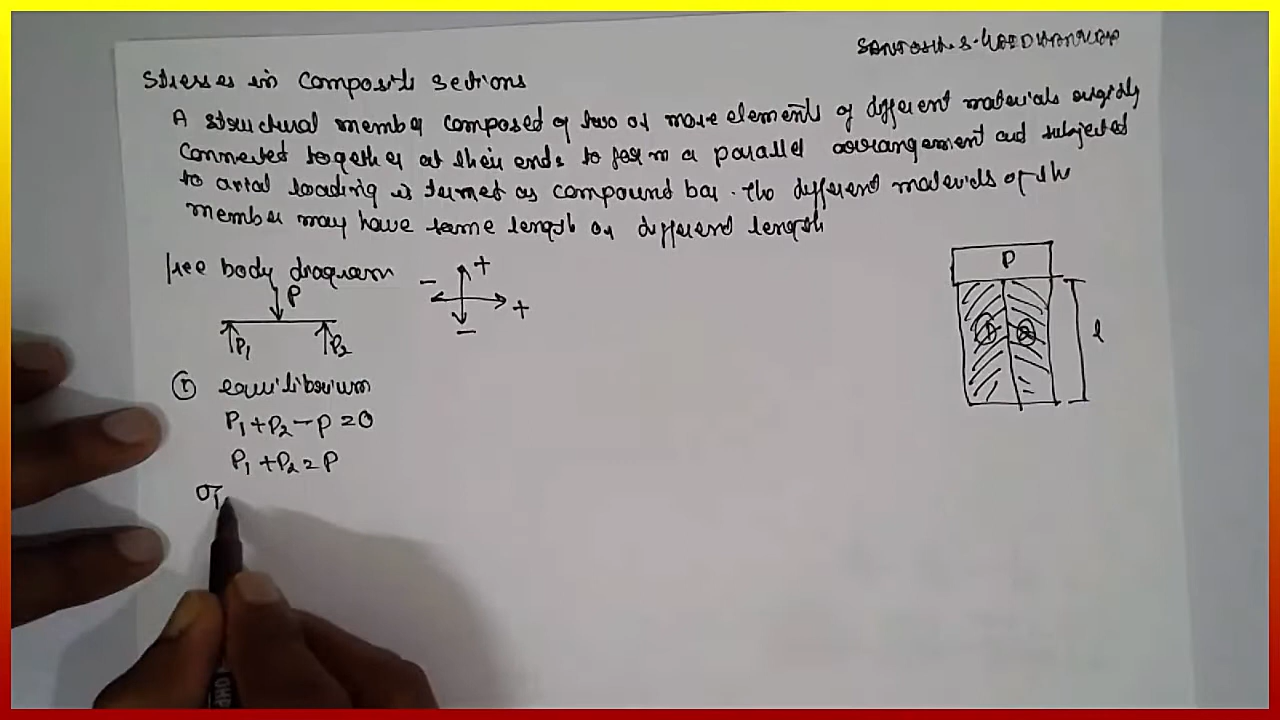 Stresses in Composite Sections
A structural member composed of two or more elements of different materials rigidly
connected together at their ends to form a parallel arrangement and subjected
to axial loading is termed as compound bar. The different materials of the
member may have same length or different length
free body diagram
P
P1
P2
+
-
+
-
P
1
2
l
① equilibrium
P1+P2-P=0
P1+P2=P
σ1